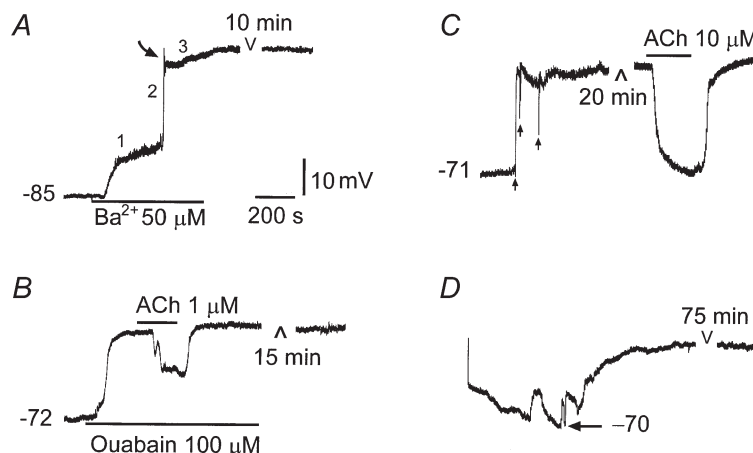 A
10 min
V
3
2
1
-85
Ba²⁺ 50 µM
10 mV
200 s
C
ACh 10 µM
^
20 min
-71
B
ACh 1 µM
^
15 min
-72
Ouabain 100 µM
D
75 min
V
–70